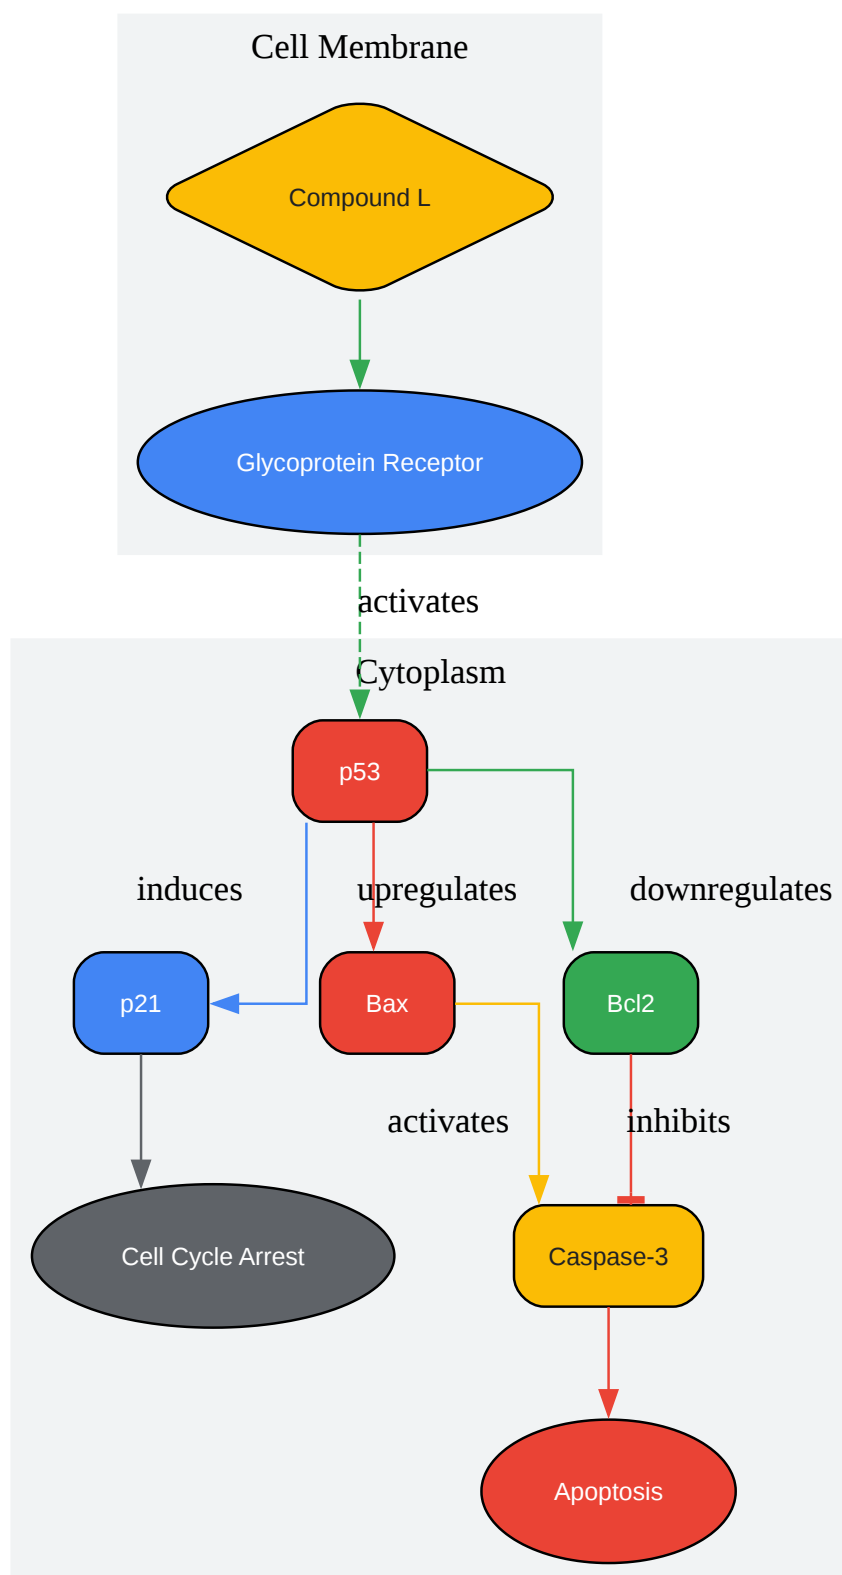 Cell Membrane
Compound L
Glycoprotein Receptor
activates
Cytoplasm
p53
induces
upregulates
downregulates
p21
Bax
Bcl2
activates
inhibits
Cell Cycle Arrest
Caspase-3
Apoptosis